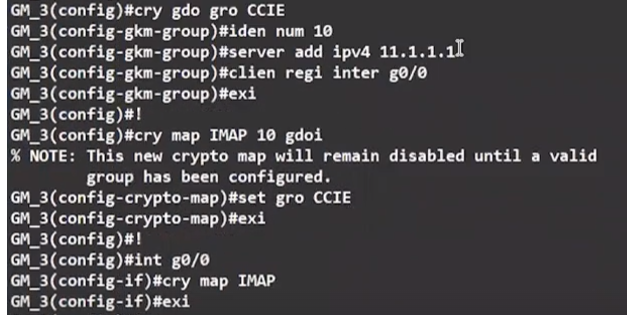 GM_3(config)#cry gdo gro CCIE
GM_3(config-gkm-group)#iden num 10
GM_3(config-gkm-group)#server add ipv4 11.1.1.1
GM_3(config-gkm-group)#clien regi inter g0/0
GM_3(config-gkm-group)#exi
GM_3(config)#!
GM_3(config)#cry map IMAP 10 gdoi
% NOTE: This new crypto map will remain disabled until a valid
group has been configured.
GM_3(config-crypto-map)#set gro CCIE
GM_3(config-crypto-map)#exi
GM_3(config)#!
GM_3(config)#int g0/0
GM_3(config-if)#cry map IMAP
GM_3(config-if)#exi